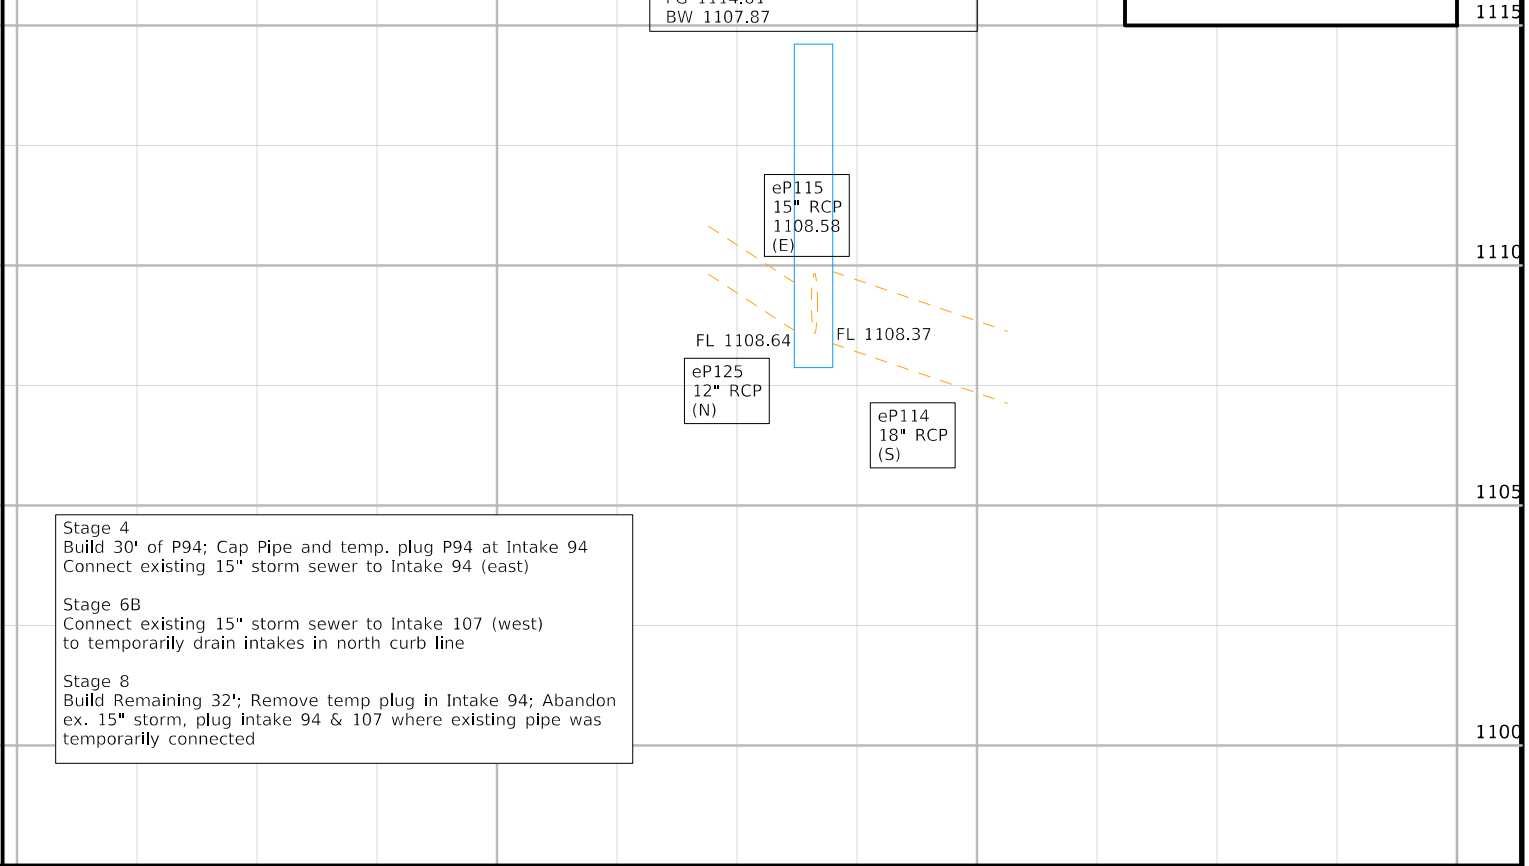 BW 1107.87
1115
eP115
15" RCP
1108.58
(E)
1110
FL 1108.64
FL 1108.37
eP125
12" RCP
(N)
eP114
18" RCP
(S)
1105
Stage 4
Build 30' of P94; Cap Pipe and temp. plug P94 at Intake 94
Connect existing 15" storm sewer to Intake 94 (east)
Stage 6B
Connect existing 15" storm sewer to Intake 107 (west)
to temporarily drain intakes in north curb line
Stage 8
Build Remaining 32'; Remove temp plug in Intake 94; Abandon
ex. 15" storm, plug intake 94 & 107 where existing pipe was
temporarily connected
1100